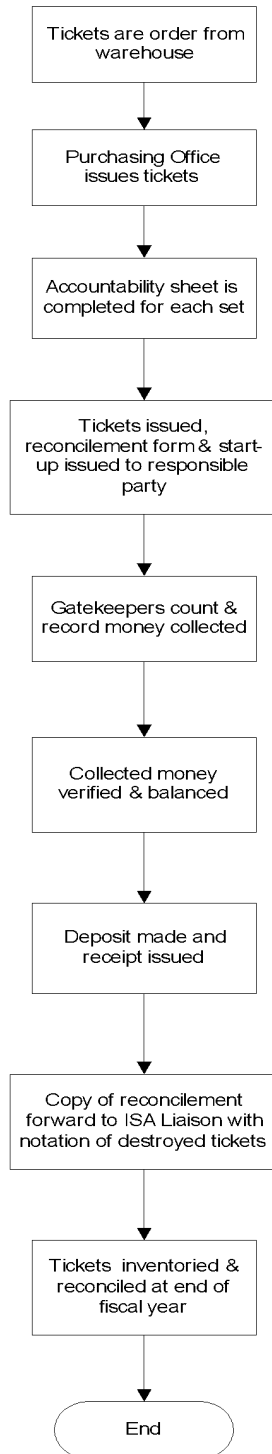 Tickets are order from
warehouse
Purchasing Office
issues tickets
Accountability sheet is
completed for each set
Tickets issued,
reconcilement form & start-
up issued to responsible
party
Gatekeepers count &
record money collected
Collected money
verified & balanced
Deposit made and
receipt issued
Copy of reconcilement
forward to ISA Liaison with
notation of destroyed tickets
Tickets inventoried &
reconciled at end of
fiscal year
End